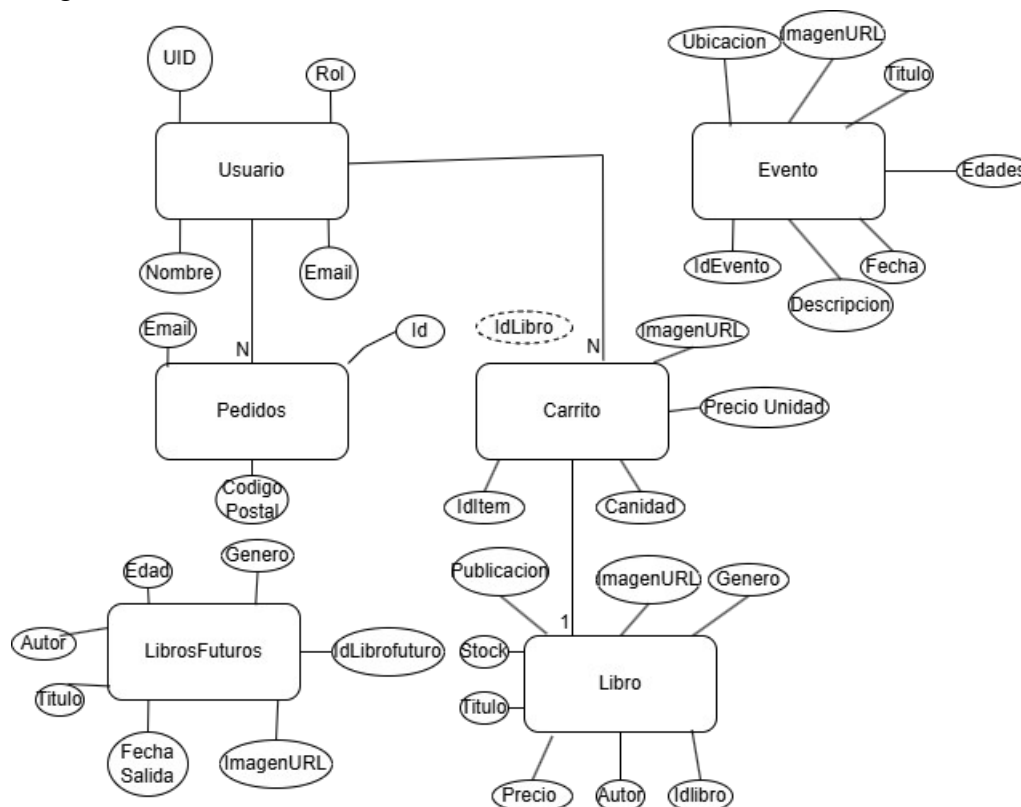 UID
Rol
Usuario
Nombre
Email
Ubicacion
ImagenURL
Titulo
Evento
Edades
IdEvento
Descripcion
Fecha
Email
N
Id
Pedidos
Codigo
Postal
IdLibro
N
ImagenURL
Carrito
Precio Unidad
IdItem
Canidad
Edad
Genero
Autor
LibrosFuturos
IdLibrofuturo
Titulo
Fecha
Salida
ImagenURL
Publicacion
ImagenURL
Genero
1
Stock
Libro
Titulo
Precio
Autor
Idlibro